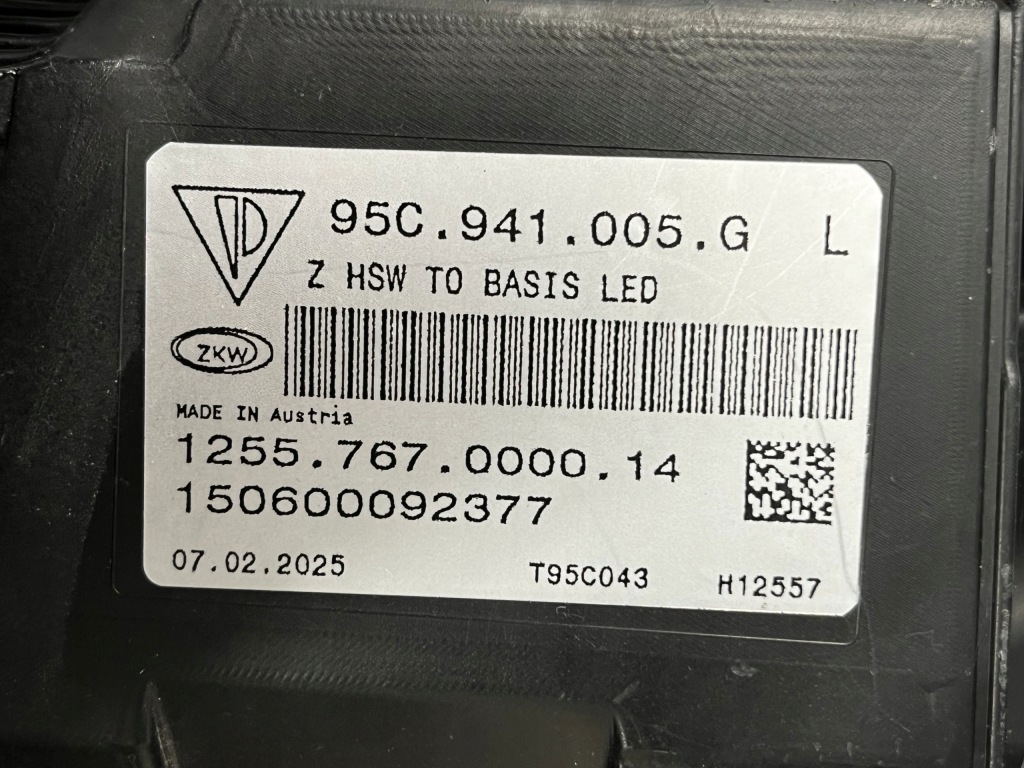 95C.941.005.G L
Z HSW TO BASIS LED
ZKW
MADE IN Austria
1255.767.0000.14
150600092377
07.02.2025 T95C043 H12557